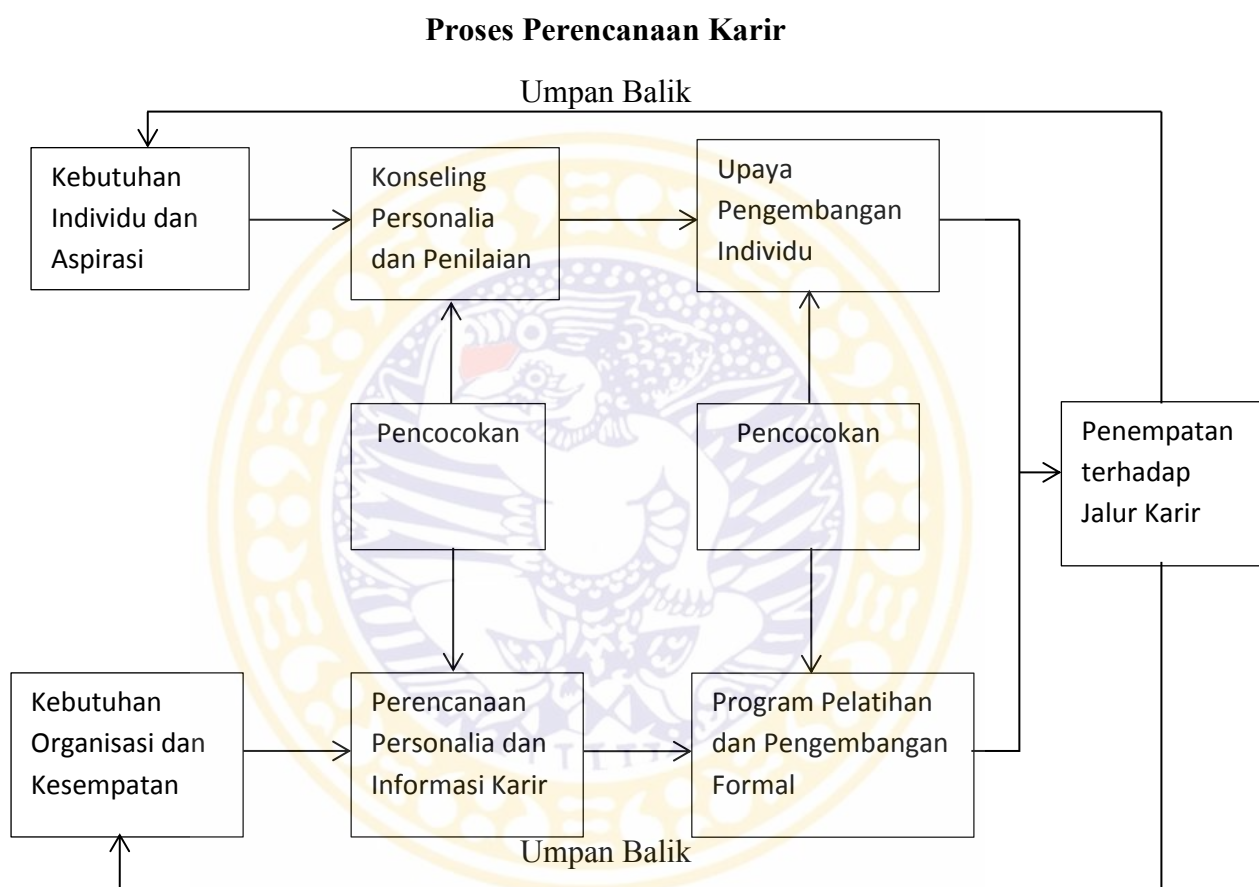 Proses Perencanaan Karir
Umpan Balik
Kebutuhan
Individu dan
Aspirasi
Konseling
Personalia
dan Penilaian
Upaya
Pengembangan
Individu
Pencocokan
Pencocokan
Penempatan
terhadap
Jalur Karir
Kebutuhan
Organisasi dan
Kesempatan
Perencanaan
Personalia dan
Informasi Karir
Program Pelatihan
dan Pengembangan
Formal
Umpan Balik